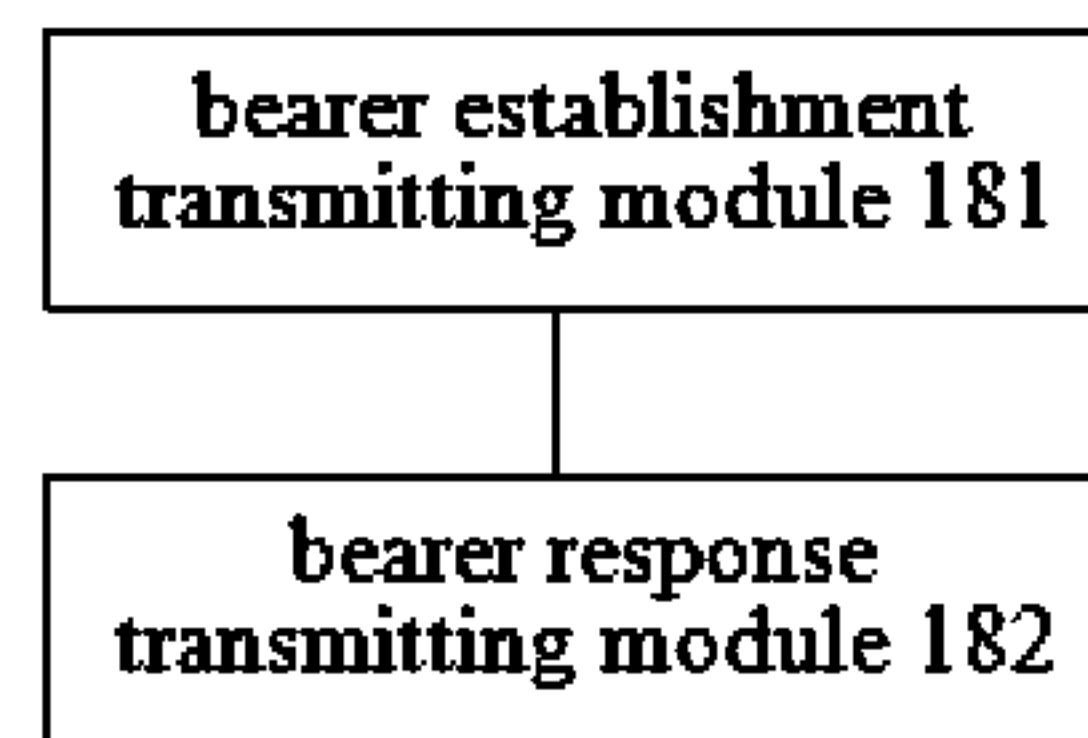 bearer establishment
transmitting module 181
bearer response
transmitting module 182